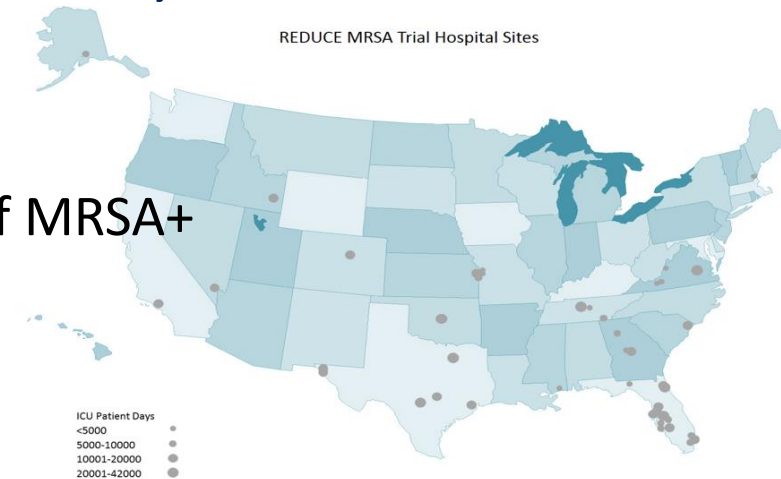 REDUCE MRSA Trial Hospital Sites
f MRSA+
ICU Patient Days
<5000
5000-10000
10001-20000
20001-42000